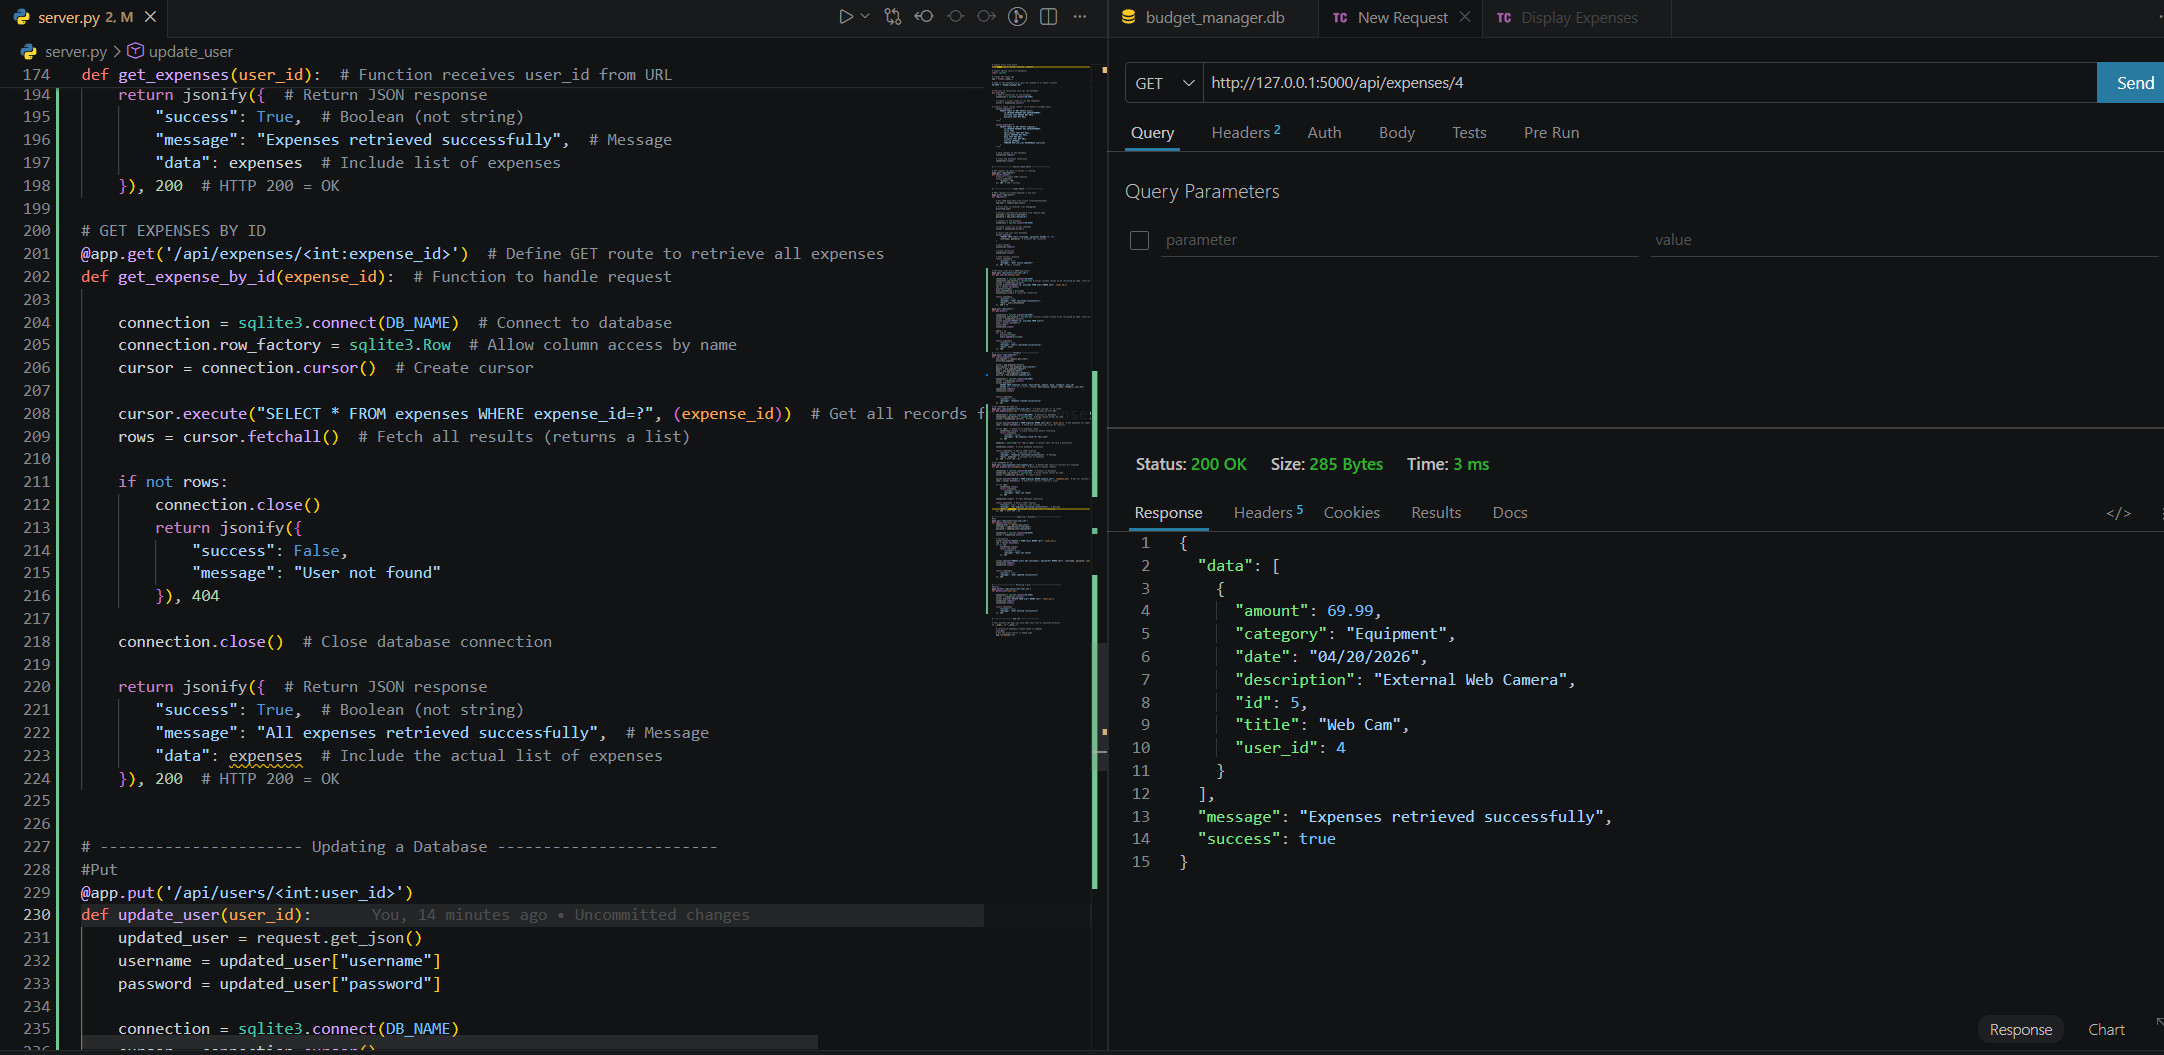 server.py 2, M
server.py > update_user
174 def get_expenses(user_id):  # Function receives user_id from URL
194 return jsonify({  # Return JSON response
195 "success": True,  # Boolean (not string)
196 "message": "Expenses retrieved successfully",  # Message
197 "data": expenses  # Include list of expenses
198 }), 200  # HTTP 200 = OK
199
200 # GET EXPENSES BY ID
201 @app.get('/api/expenses/<int:expense_id>')  # Define GET route to retrieve all expenses
202 def get_expense_by_id(expense_id):  # Function to handle request
203
204 connection = sqlite3.connect(DB_NAME)  # Connect to database
205 connection.row_factory = sqlite3.Row  # Allow column access by name
206 cursor = connection.cursor()  # Create cursor
207
208 cursor.execute("SELECT * FROM expenses WHERE expense_id=?", (expense_id))  # Get all records
209 rows = cursor.fetchall()  # Fetch all results (returns a list)
210
211 if not rows:
212 connection.close()
213 return jsonify({
214 "success": False,
215 "message": "User not found"
216 }), 404
217
218 connection.close()  # Close database connection
219
220 return jsonify({  # Return JSON response
221 "success": True,  # Boolean (not string)
222 "message": "All expenses retrieved successfully",  # Message
223 "data": expenses  # Include the actual list of expenses
224 }), 200  # HTTP 200 = OK
225
226
227 # ---------------------- Updating a Database ------------------------
228 #Put
229 @app.put('/api/users/<int:user_id>')
230 def update_user(user_id): You, 14 minutes ago • Uncommitted changes
231 updated_user = request.get_json()
232 username = updated_user["username"]
233 password = updated_user["password"]
234
235 connection = sqlite3.connect(DB_NAME)
budget_manager.db
TC New Request
TC Display Expenses
GET http://127.0.0.1:5000/api/expenses/4 Send
Query Headers 2 Auth Body Tests Pre Run
Query Parameters
parameter value
Status: 200 OK Size: 285 Bytes Time: 3 ms
Response Headers 5 Cookies Results Docs </>
1 {
2 "data": [
3 {
4 "amount": 69.99,
5 "category": "Equipment",
6 "date": "04/20/2026",
7 "description": "External Web Camera",
8 "id": 5,
9 "title": "Web Cam",
10 "user_id": 4
11 }
12 ],
13 "message": "Expenses retrieved successfully",
14 "success": true
15 }
Response Chart